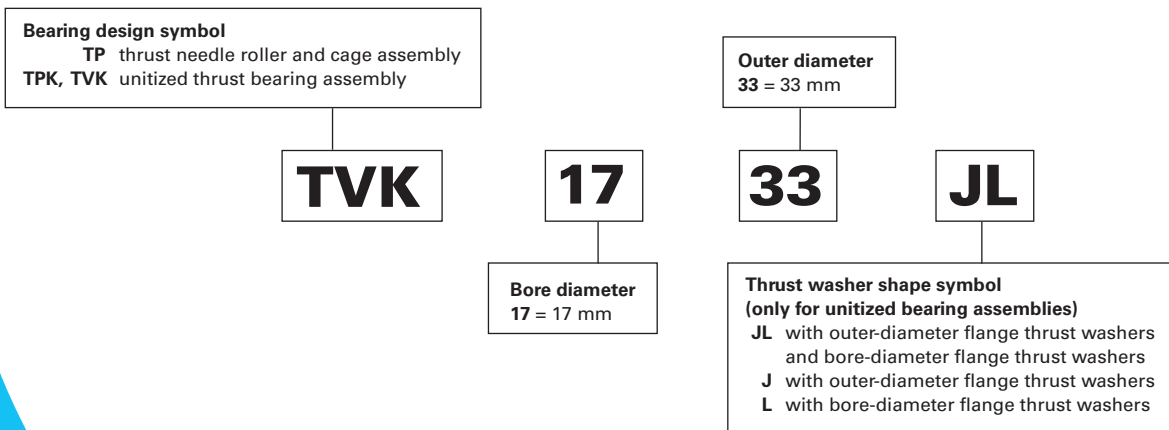 Bearing design symbol
TP thrust needle roller and cage assembly
TPK, TVK unitized thrust bearing assembly
Outer diameter
33 = 33 mm
TVK 17 33 JL
Bore diameter
17 = 17 mm
Thrust washer shape symbol
(only for unitized bearing assemblies)
JL with outer-diameter flange thrust washers
and bore-diameter flange thrust washers
J with outer-diameter flange thrust washers
L with bore-diameter flange thrust washers